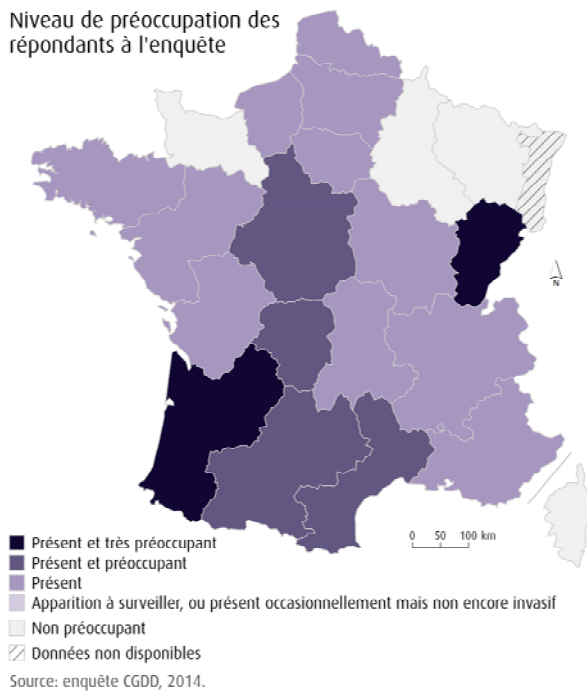 Niveau de préoccupation des
répondants à l'enquête
N
0 50 100 km
Présent et très préoccupant
Présent et préoccupant
Présent
Apparition à surveiller, ou présent occasionnellement mais non encore invasif
Non préoccupant
Données non disponibles
Source: enquête CGDD, 2014.